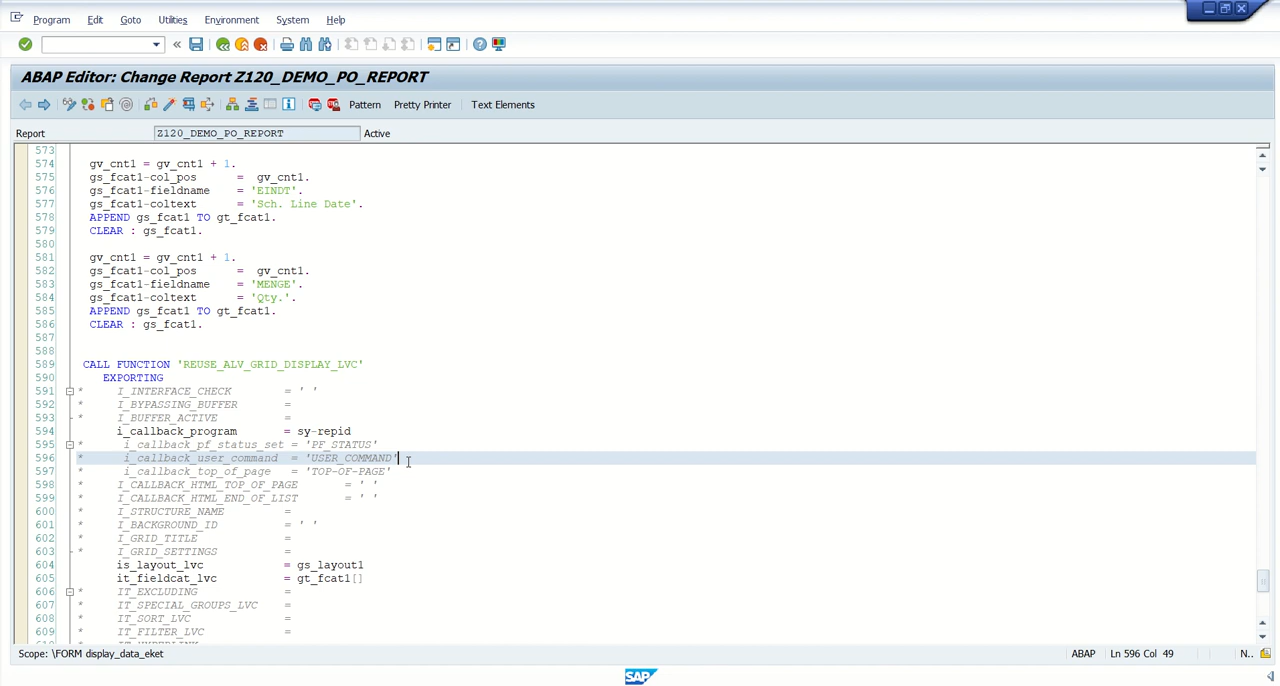 Program Edit Goto Utilities Environment System Help
«
ABAP Editor: Change Report Z120_DEMO_PO_REPORT
Pattern Pretty Printer Text Elements
Report Z120_DEMO_PO_REPORT Active
573
574 gv_cnt1 = gv_cnt1 + 1.
575 gs_fcat1-col_pos = gv_cnt1.
576 gs_fcat1-fieldname = 'EINDT'.
577 gs_fcat1-coltext = 'Sch. Line Date'.
578 APPEND gs_fcat1 TO gt_fcat1.
579 CLEAR : gs_fcat1.
580
581 gv_cnt1 = gv_cnt1 + 1.
582 gs_fcat1-col_pos = gv_cnt1.
583 gs_fcat1-fieldname = 'MENGE'.
584 gs_fcat1-coltext = 'Qty.'.
585 APPEND gs_fcat1 TO gt_fcat1.
586 CLEAR : gs_fcat1.
587
588
589 CALL FUNCTION 'REUSE_ALV_GRID_DISPLAY_LVC'
590 EXPORTING
591 * I_INTERFACE_CHECK = ' '
592 * I_BYPASSING_BUFFER =
593 * I_BUFFER_ACTIVE =
594 i_callback_program = sy-repid
595 * i_callback_pf_status_set = 'PF_STATUS'
596 * i_callback_user_command = 'USER_COMMAND'
597 * i_callback_top_of_page = 'TOP-OF-PAGE'
598 * I_CALLBACK_HTML_TOP_OF_PAGE = ' '
599 * I_CALLBACK_HTML_END_OF_LIST = ' '
600 * I_STRUCTURE_NAME =
601 * I_BACKGROUND_ID = ' '
602 * I_GRID_TITLE =
603 * I_GRID_SETTINGS =
604 is_layout_lvc = gs_layout1
605 it_fieldcat_lvc = gt_fcat1[]
606 * IT_EXCLUDING =
607 * IT_SPECIAL_GROUPS_LVC =
608 * IT_SORT_LVC =
609 * IT_FILTER_LVC =
Scope: \FORM display_data_eket ABAP Ln 596 Col 49 N..
SAP